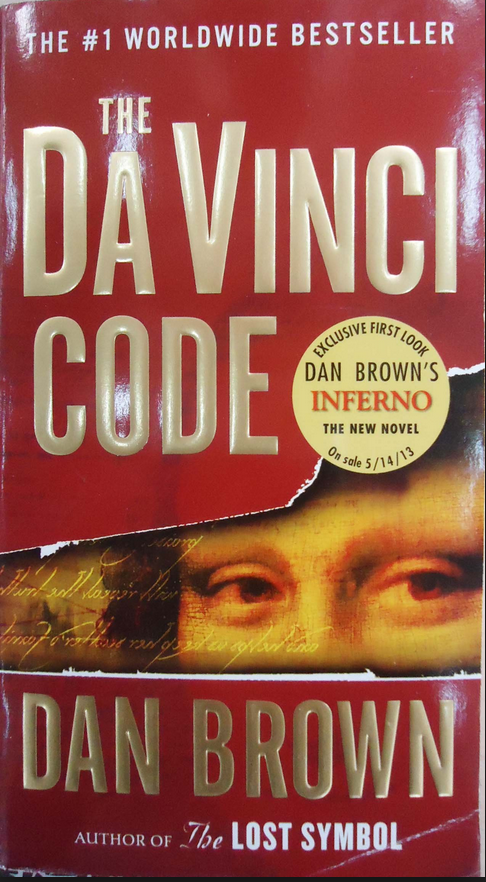 THE #1 WORLDWIDE BESTSELLER
THE
DA VINCI
CODE
EXCLUSIVE FIRST LOOK
DAN BROWN'S
INFERNO
THE NEW NOVEL
On sale 5/14/13
DAN BROWN
AUTHOR OF The LOST SYMBOL